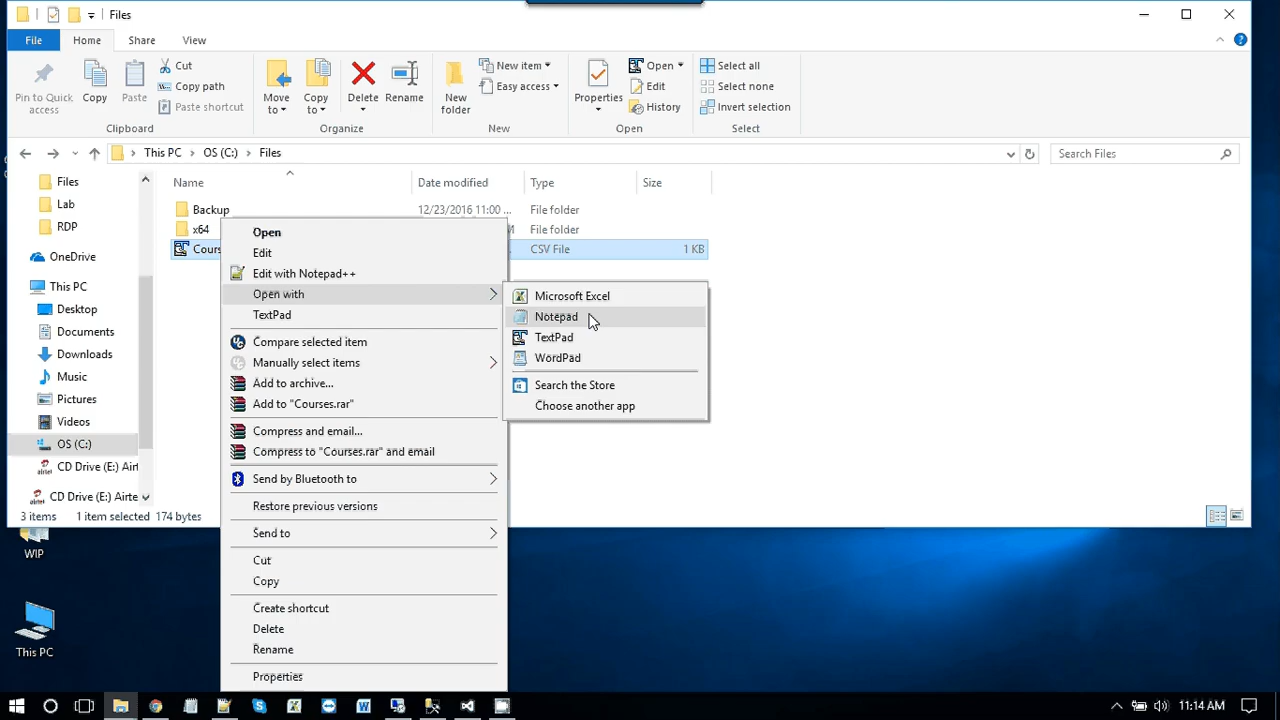 Files
File
Home
Share
View
Pin to Quick
access
Copy
Paste
Cut
Copy path
Paste shortcut
Clipboard
Move
to
Copy
to
Delete
Rename
Organize
New
folder
New item
Easy access
New
Properties
Open
Edit
History
Open
Select all
Select none
Invert selection
Select
This PC
OS (C:)
Files
Search Files
Files
Lab
RDP
OneDrive
This PC
Desktop
Documents
Downloads
Music
Pictures
Videos
OS (C:)
CD Drive (E:) Airt
CD Drive (E:) Airte
Name
Date modified
Type
Size
Backup
12/23/2016 11:00 ...
File folder
x64
M
File folder
Cours
CSV File
1 KB
Open
Edit
Edit with Notepad++
Open with
TextPad
Compare selected item
Manually select items
Add to archive...
Add to "Courses.rar"
Compress and email...
Compress to "Courses.rar" and email
Send by Bluetooth to
Restore previous versions
Send to
Cut
Copy
Create shortcut
Delete
Rename
Properties
Microsoft Excel
Notepad
TextPad
WordPad
Search the Store
Choose another app
3 items
1 item selected 174 bytes
WIP
This PC
11:14 AM